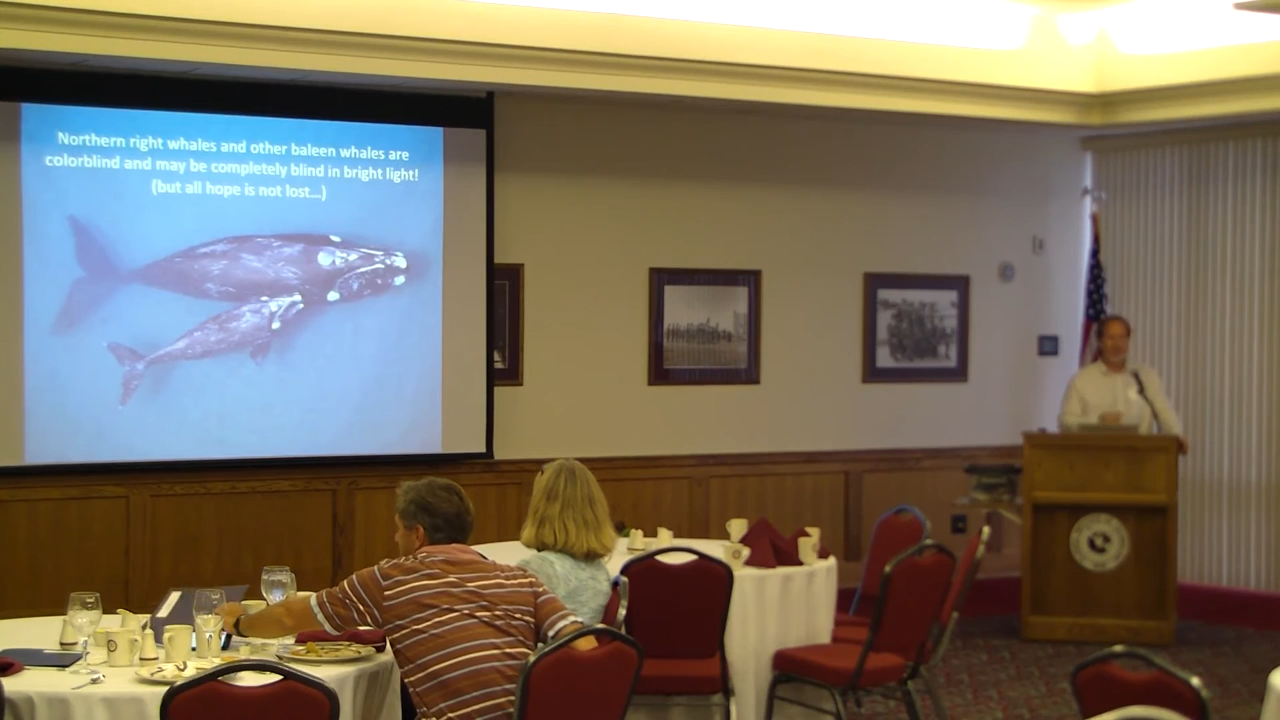 Northern right whales and other baleen whales are
colorblind and may be completely blind in bright light!
(but all hope is not lost...)